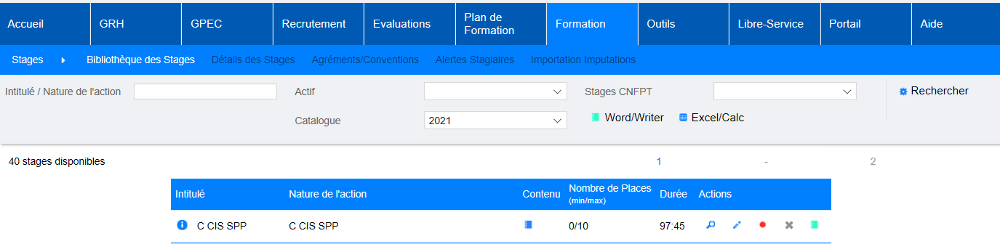 Accueil GRH GPEC Recrutement Evaluations Plan de Formation Formation Outils Libre-Service Portail Aide
Stages Bibliothèque des Stages Détails des Stages Agréments/Conventions Alertes Stagiaires Importation Imputations
Intitulé / Nature de l'action Actif Stages CNFPT Rechercher
Catalogue 2021 Word/Writer Excel/Calc
40 stages disponibles 1 - 2
Intitulé Nature de l'action Contenu Nombre de Places (min/max) Durée Actions
C CIS SPP C CIS SPP 0/10 97:45